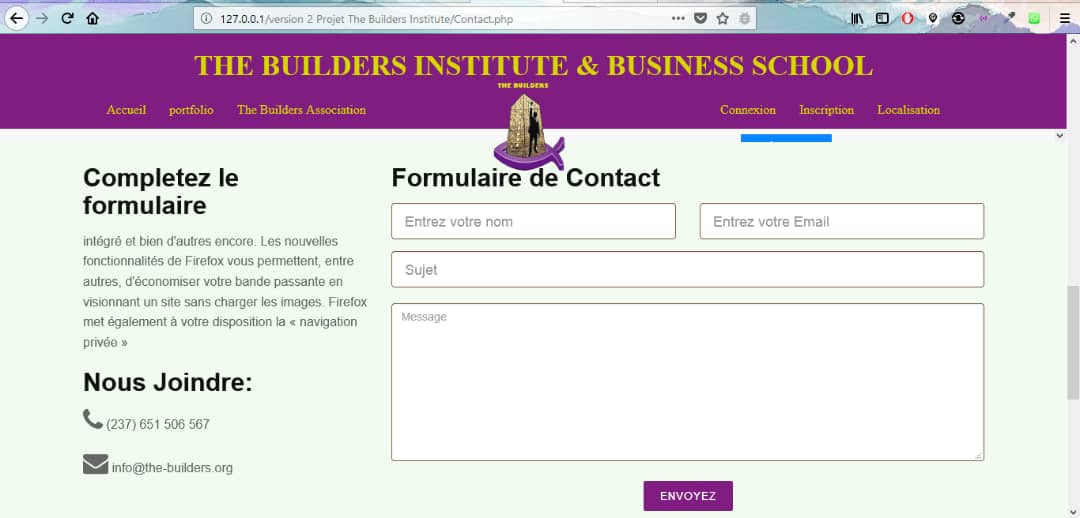 127.0.0.1/version 2 Projet The Builders Institute/Contact.php
THE BUILDERS INSTITUTE & BUSINESS SCHOOL
THE BUILDERS
Accueil portfolio The Builders Association Connexion Inscription Localisation
Completez le
formulaire
intégré et bien d'autres encore. Les nouvelles
fonctionnalités de Firefox vous permettent, entre
autres, d'économiser votre bande passante en
visionnant un site sans charger les images. Firefox
met également à votre disposition la « navigation
privée »
Nous Joindre:
(237) 651 506 567
info@the-builders.org
Formulaire de Contact
Entrez votre nom Entrez votre Email
Sujet
Message
ENVOYEZ